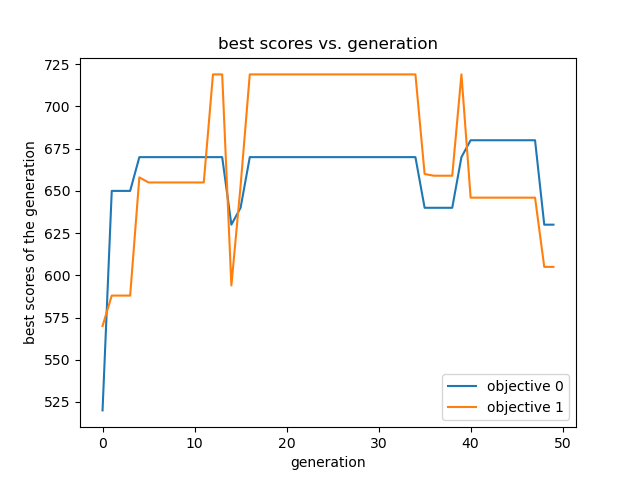 best scores vs. generation
best scores of the generation
725
700
675
650
625
600
575
550
525
0 10 20 30 40 50
generation
objective 0
objective 1